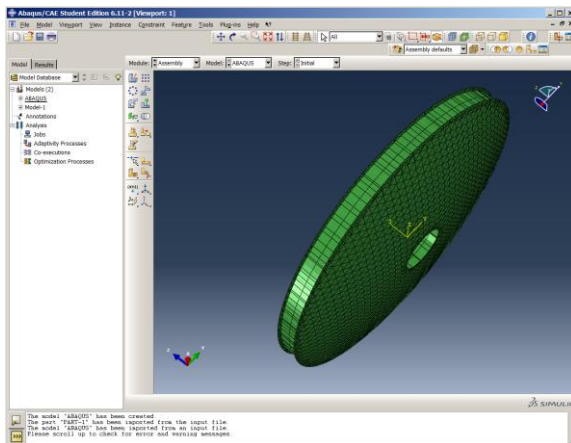 Abaqus/CAE Student Edition 6.11-2 [Viewport: 1]
File Model Viewport View Instance Constraint Feature Tools Plug-ins Help
All
Assembly defaults
Model Results
Module: Assembly Model: ABAQUS Step: Initial
Model Database
Models (2)
ABAQUS
Model-1
Annotations
Analysis
Jobs
Adaptivity Processes
Co-executions
Optimization Processes
SIMULIA
The model "ABAQUS" has been created.
The part "PART-1" has been imported from the input file.
The model "ABAQUS" has been imported from an input file.
Please scroll up to check for error and warning messages.